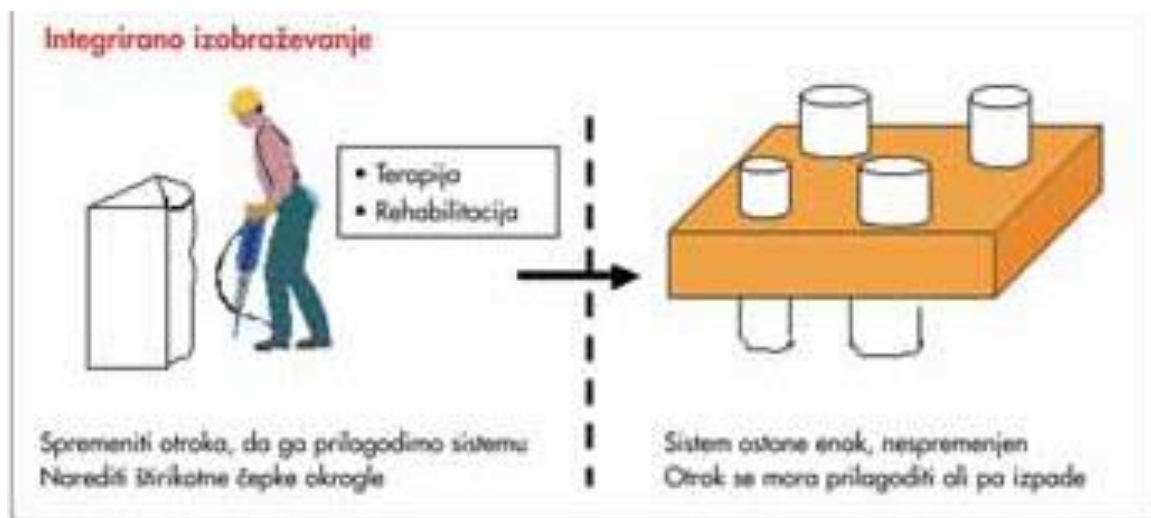 Integrirano izobraževanje
• Terapija
• Rehabilitacija
Spremeniti otroka, da ga prilagodimo sistemu
Narediti štirikotne čepke okrogle
Sistem ostane enak, nespremenjen
Otrok se mora prilagoditi ali pa izpade